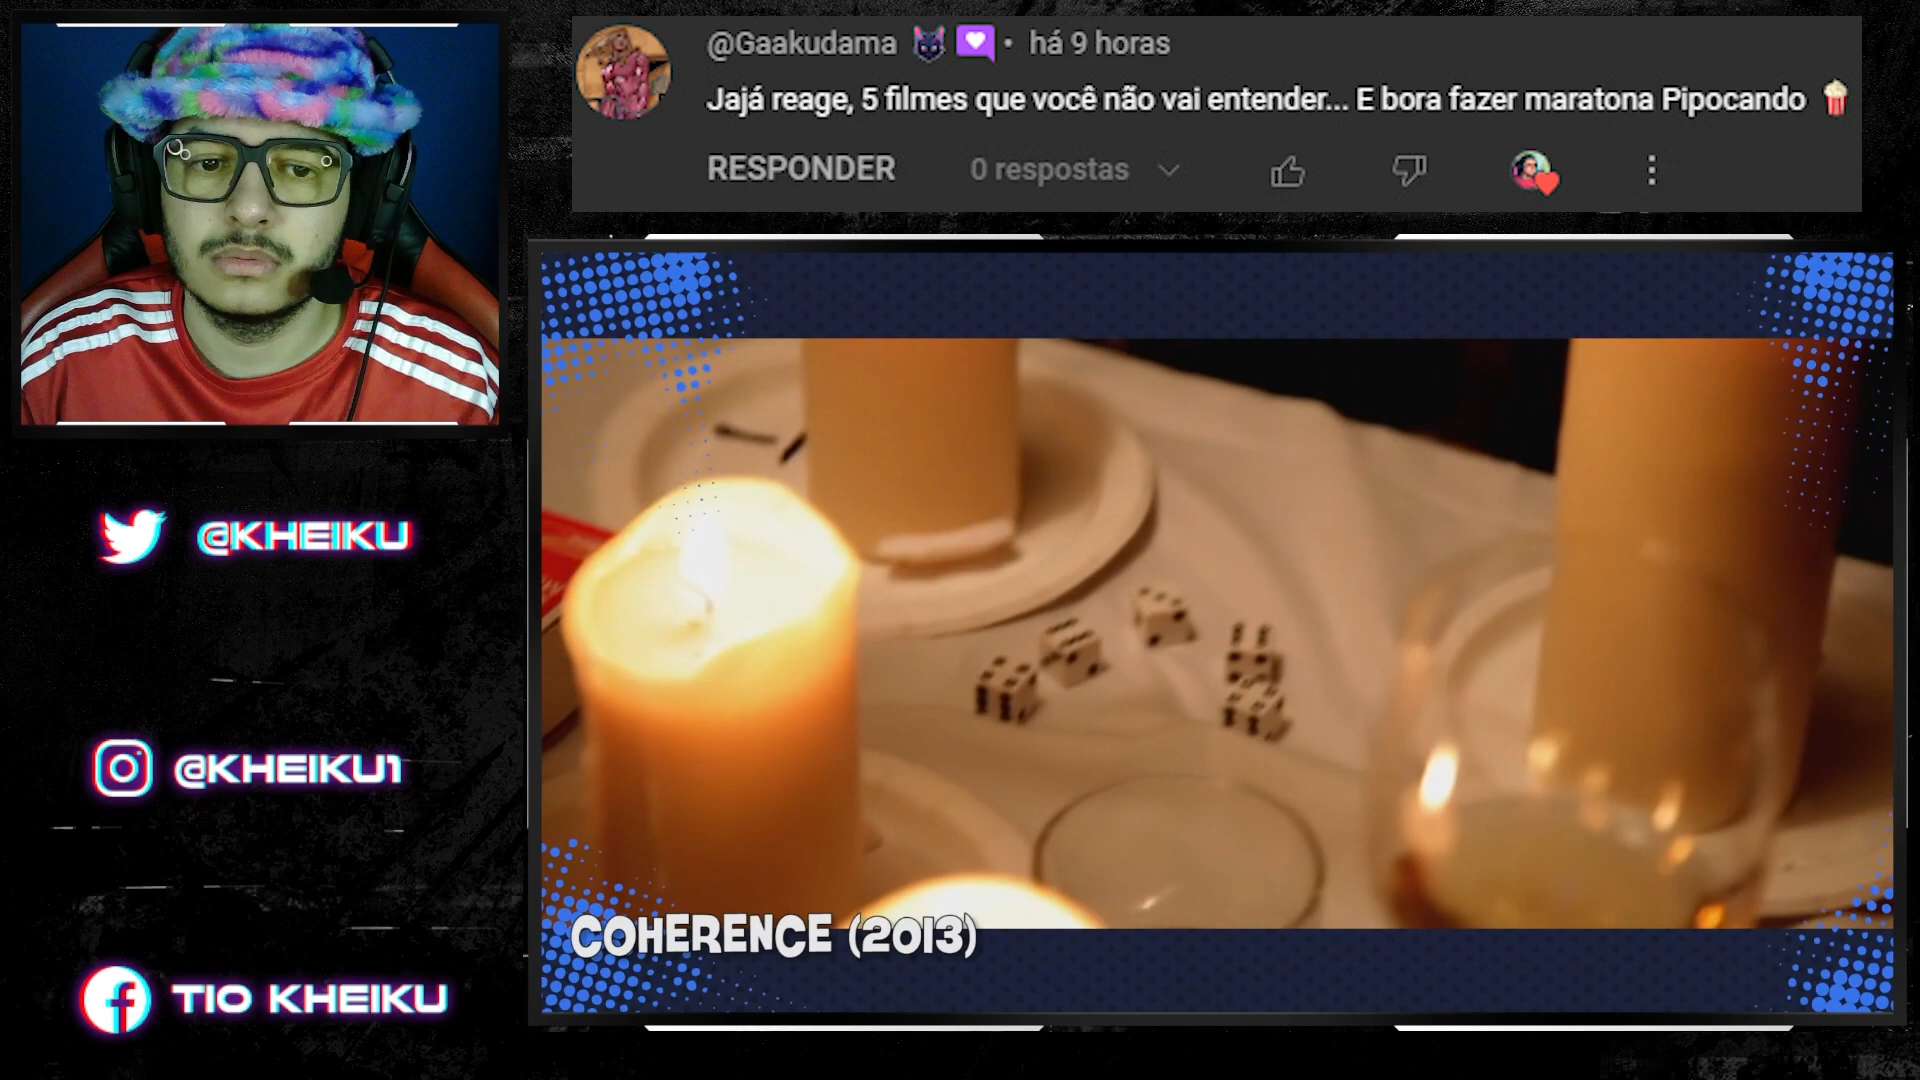 @Gaakudama • há 9 horas
Jajá reage, 5 filmes que você não vai entender... E bora fazer maratona Pipocando
RESPONDER 0 respostas
@KHEIKU
@KHEIKU1
TIO KHEIKU
COHERENCE (2013)